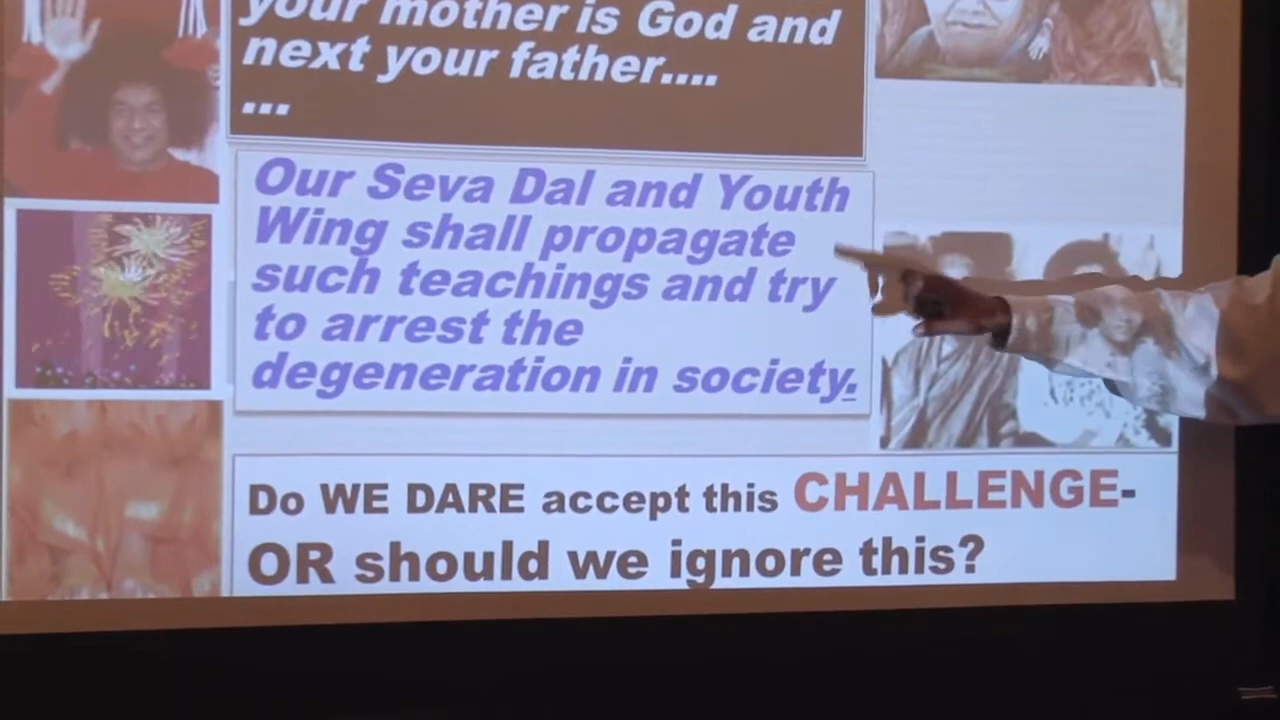 your mother is God and
next your father....
...
Our Seva Dal and Youth
Wing shall propagate
such teachings and try
to arrest the
degeneration in society.
Do WE DARE accept this CHALLENGE-
OR should we ignore this?